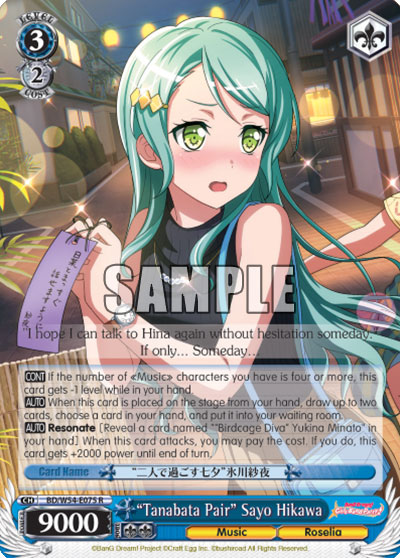 LEVEL
3
2
COST
SAMPLE
"I hope I can talk to Hina again without hesitation someday.
If only... Someday...
CONT If the number of «Music» characters you have is four or more, this
card gets -1 level while in your hand.
AUTO When this card is placed on the stage from your hand, draw up to two
cards, choose a card in your hand, and put it into your waiting room.
AUTO Resonate [Reveal a card named ""Birdcage Diva" Yukina Minato" in
your hand] When this card attacks, you may pay the cost. If you do, this
card gets +2000 power until end of turn.
Card Name
"二人で過ごす七夕"氷川紗夜
CH BD/W54-E075 R
"Tanabata Pair" Sayo Hikawa
9000
Music
Roselia
©BanG Dream! Project ©Craft Egg Inc. ©bushiroad All Rights Reserved.